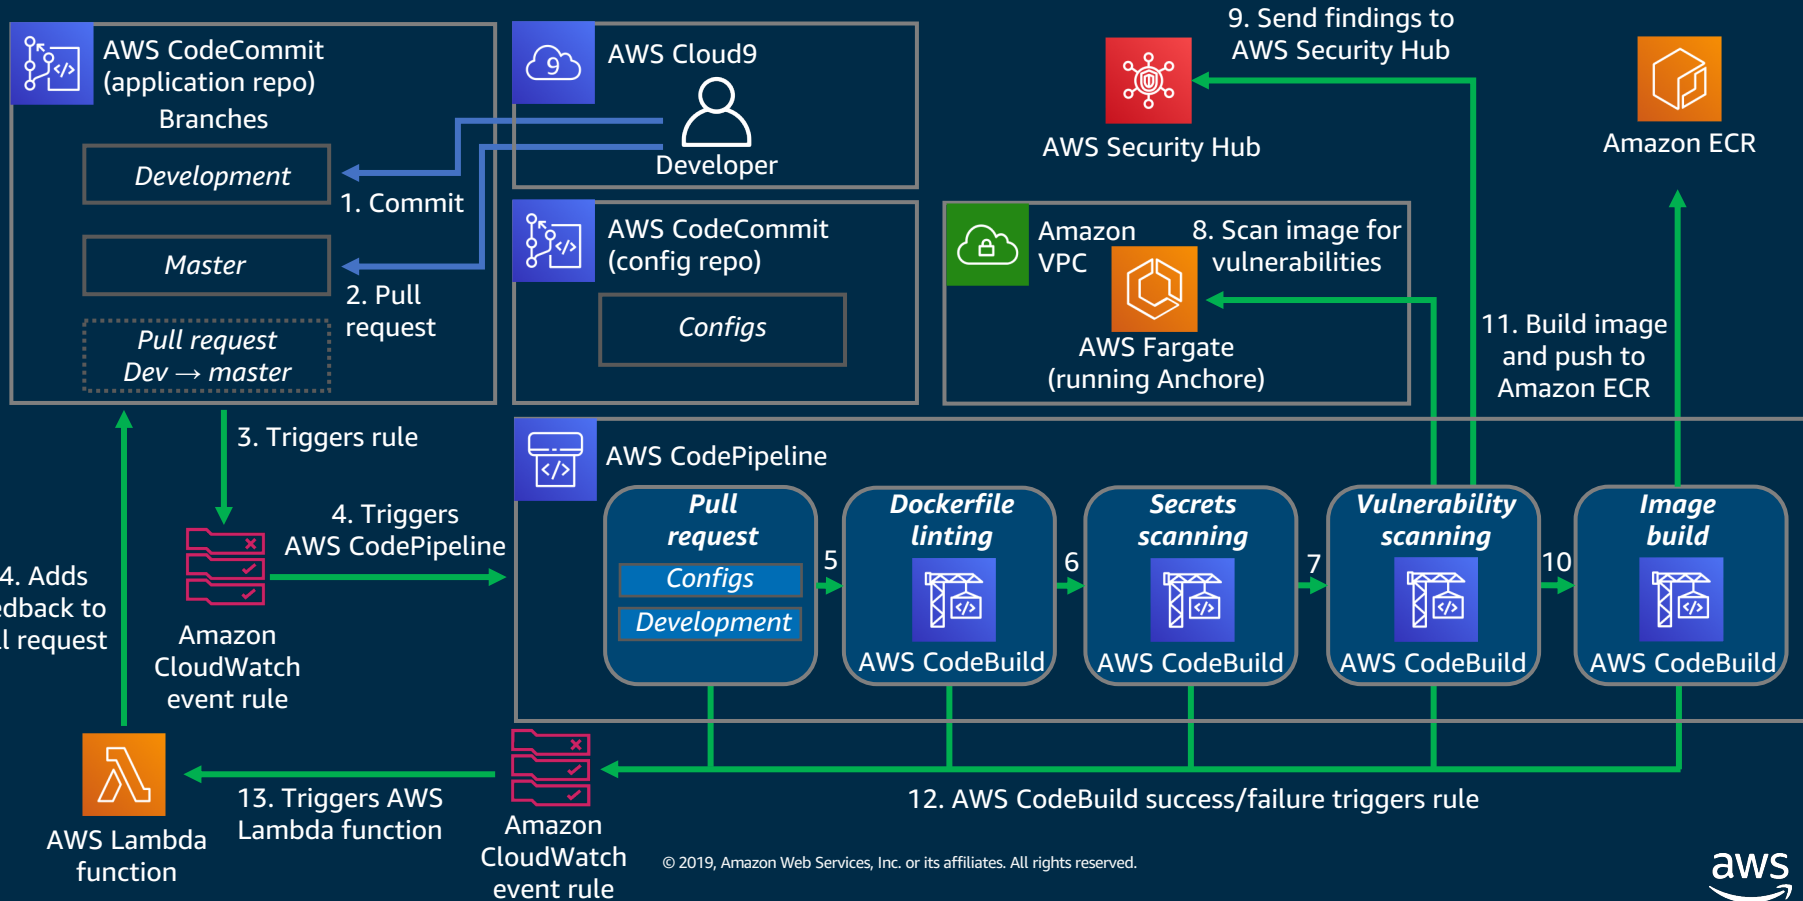 AWS CodeCommit
(application repo)
Branches
Development
1. Commit
Master
2. Pull
request
Pull request
Dev → master
9
AWS Cloud9
Developer
AWS CodeCommit
(config repo)
Configs
9. Send findings to
AWS Security Hub
AWS Security Hub
Amazon ECR
Amazon
VPC
8. Scan image for
vulnerabilities
AWS Fargate
(running Anchore)
11. Build image
and push to
Amazon ECR
3. Triggers rule
4. Triggers
AWS CodePipeline
Amazon
CloudWatch
event rule
4. Adds
edback to
ll request
AWS CodePipeline
Pull
request
Configs
Development
5
Dockerfile
linting
AWS CodeBuild
6
Secrets
scanning
AWS CodeBuild
7
Vulnerability
scanning
AWS CodeBuild
10
Image
build
AWS CodeBuild
12. AWS CodeBuild success/failure triggers rule
Amazon
CloudWatch
event rule
13. Triggers AWS
Lambda function
AWS Lambda
function
© 2019, Amazon Web Services, Inc. or its affiliates. All rights reserved.
aws